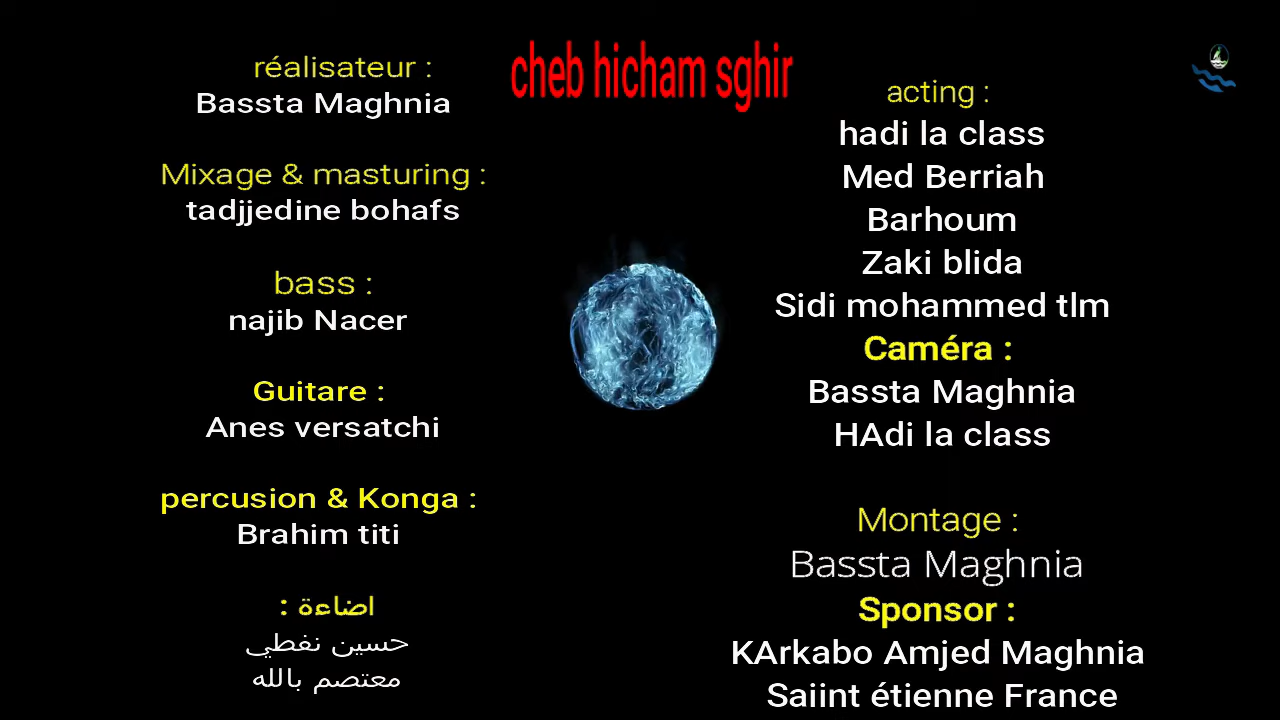 cheb hicham sghir
réalisateur :
Bassta Maghnia
Mixage & masturing :
tadjjedine bohafs
bass :
najib Nacer
Guitare :
Anes versatchi
percusion & Konga :
Brahim titi
اضاءة :
حسين نفطي
معتصم بالله
acting :
hadi la class
Med Berriah
Barhoum
Zaki blida
Sidi mohammed tlm
Caméra :
Bassta Maghnia
HAdi la class
Montage :
Bassta Maghnia
Sponsor :
KArkabo Amjed Maghnia
Saiint étienne France